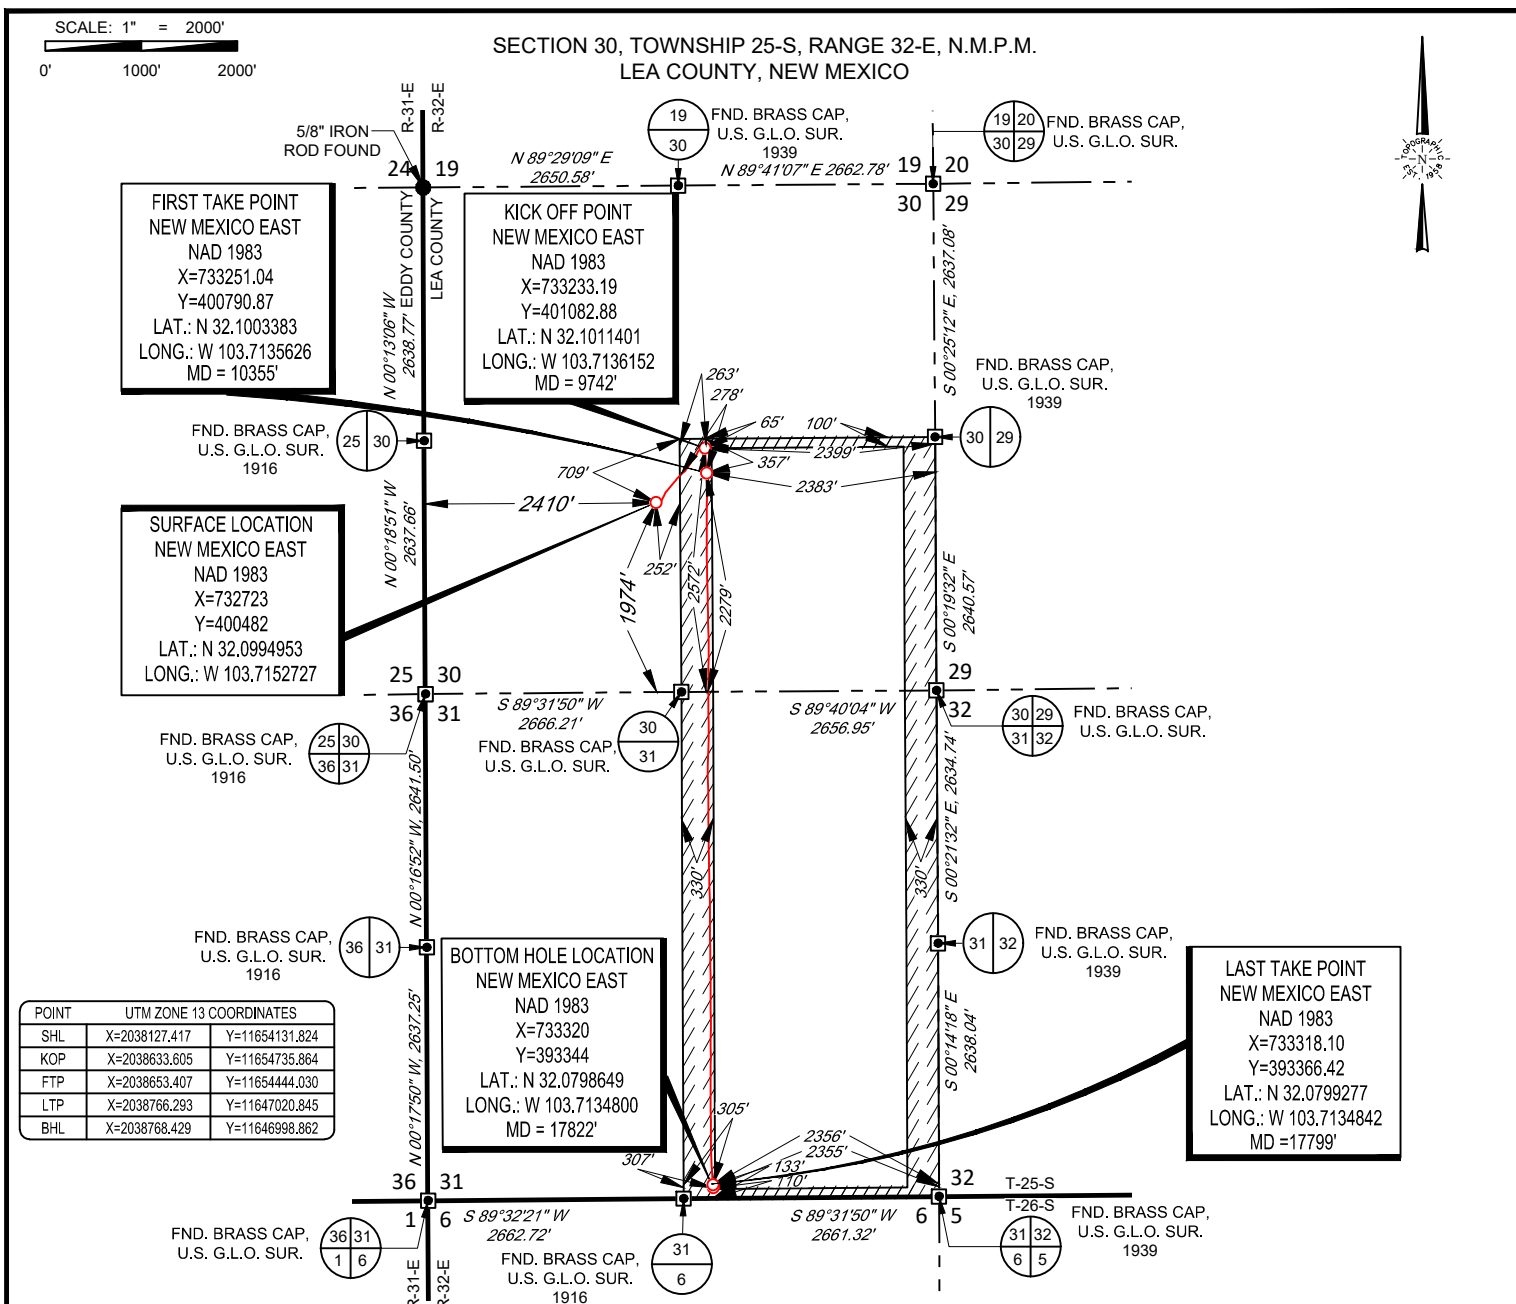 SCALE: 1" = 2000'
0' 1000' 2000'
SECTION 30, TOWNSHIP 25-S, RANGE 32-E, N.M.P.M.
LEA COUNTY, NEW MEXICO
R-31-E
R-32-E
5/8" IRON
ROD FOUND
24 19
19
30
FND. BRASS CAP,
U.S. G.L.O. SUR.
1939
19 20
30 29
FND. BRASS CAP,
U.S. G.L.O. SUR.
N 89°29'09" E
2650.58'
N 89°41'07" E 2662.78'
19 20
30 29
TOPOGRAPHIC
N
EST. 1958
FIRST TAKE POINT
NEW MEXICO EAST
NAD 1983
X=733251.04
Y=400790.87
LAT.: N 32.1003383
LONG.: W 103.7135626
MD = 10355'
EDDY COUNTY
LEA COUNTY
N 00°13'06" W
2638.77'
KICK OFF POINT
NEW MEXICO EAST
NAD 1983
X=733233.19
Y=401082.88
LAT.: N 32.1011401
LONG.: W 103.7136152
MD = 9742'
S 00°25'12" E, 2637.08'
FND. BRASS CAP,
U.S. G.L.O. SUR.
1939
30 29
263'
278'
65'
100'
2399'
357'
2383'
709'
2410'
252'
1974'
2572'
2279'
FND. BRASS CAP,
U.S. G.L.O. SUR.
1916
25 30
N 00°18'51" W
2637.66'
SURFACE LOCATION
NEW MEXICO EAST
NAD 1983
X=732723
Y=400482
LAT.: N 32.0994953
LONG.: W 103.7152727
S 00°19'32" E
2640.57'
25 30
36 31
S 89°31'50" W
2666.21'
S 89°40'04" W
2656.95'
29
32
30
31
FND. BRASS CAP,
U.S. G.L.O. SUR.
30 29
31 32
FND. BRASS CAP,
U.S. G.L.O. SUR.
FND. BRASS CAP,
U.S. G.L.O. SUR.
1916
25 30
36 31
N 00°16'52" W, 2641.50'
S 00°21'32" E, 2634.74'
330'
330'
FND. BRASS CAP,
U.S. G.L.O. SUR.
1916
36 31
31 32
FND. BRASS CAP,
U.S. G.L.O. SUR.
1939
BOTTOM HOLE LOCATION
NEW MEXICO EAST
NAD 1983
X=733320
Y=393344
LAT.: N 32.0798649
LONG.: W 103.7134800
MD = 17822'
LAST TAKE POINT
NEW MEXICO EAST
NAD 1983
X=733318.10
Y=393366.42
LAT.: N 32.0799277
LONG.: W 103.7134842
MD =17799'
POINT UTM ZONE 13 COORDINATES
SHL X=2038127.417 Y=11654131.824
KOP X=2038633.605 Y=11654735.864
FTP X=2038653.407 Y=11654444.030
LTP X=2038766.293 Y=11647020.845
BHL X=2038768.429 Y=11646998.862
N 00°17'50" W, 2637.25'
S 00°14'18" E
2638.04'
305'
307'
2356'
2355'
133'
110'
36 31
1 6
32
6 5
T-25-S
T-26-S
S 89°32'21" W
2662.72'
S 89°31'50" W
2661.32'
FND. BRASS CAP,
U.S. G.L.O. SUR.
36 31
1 6
R-31-E
R-32-E
FND. BRASS CAP,
U.S. G.L.O. SUR.
1916
31
6
31 32
6 5
FND. BRASS CAP,
U.S. G.L.O. SUR.
1939